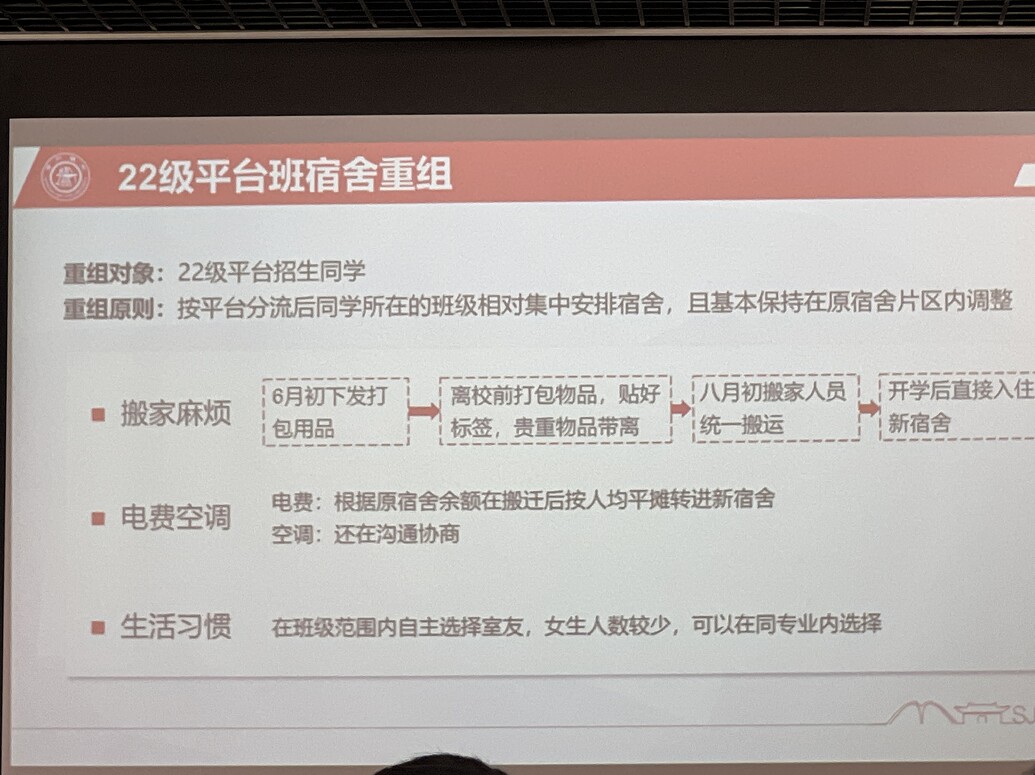 22级平台班宿舍重组
重组对象：22级平台招生同学
重组原则：按平台分流后同学所在的班级相对集中安排宿舍，且基本保持在原宿舍片区内调整
搬家麻烦
6月初下发打
包用品
离校前打包物品，贴好
标签，贵重物品带离
八月初搬家人员
统一搬运
开学后直接入住
新宿舍
电费空调
电费：根据原宿舍余额在搬迁后按人均平摊转进新宿舍
空调：还在沟通协商
生活习惯
在班级范围内自主选择室友，女生人数较少，可以在同专业内选择